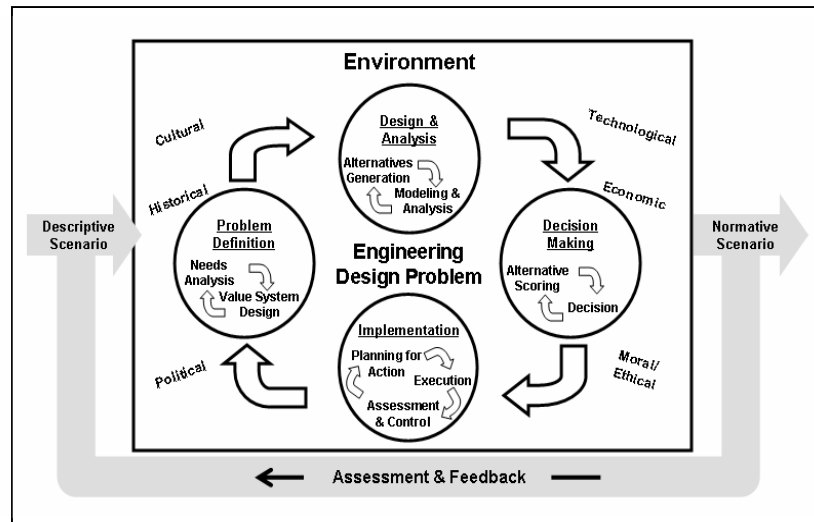 Environment
Cultural
Technological
Design &
Analysis
Alternatives
Generation
Modeling &
Analysis
Historical
Economic
Descriptive
Scenario
Normative
Scenario
Problem
Definition
Needs
Analysis
Value System
Design
Engineering
Design Problem
Decision
Making
Alternative
Scoring
Decision
Implementation
Planning for
Action
Execution
Assessment
& Control
Political
Moral/
Ethical
Assessment & Feedback